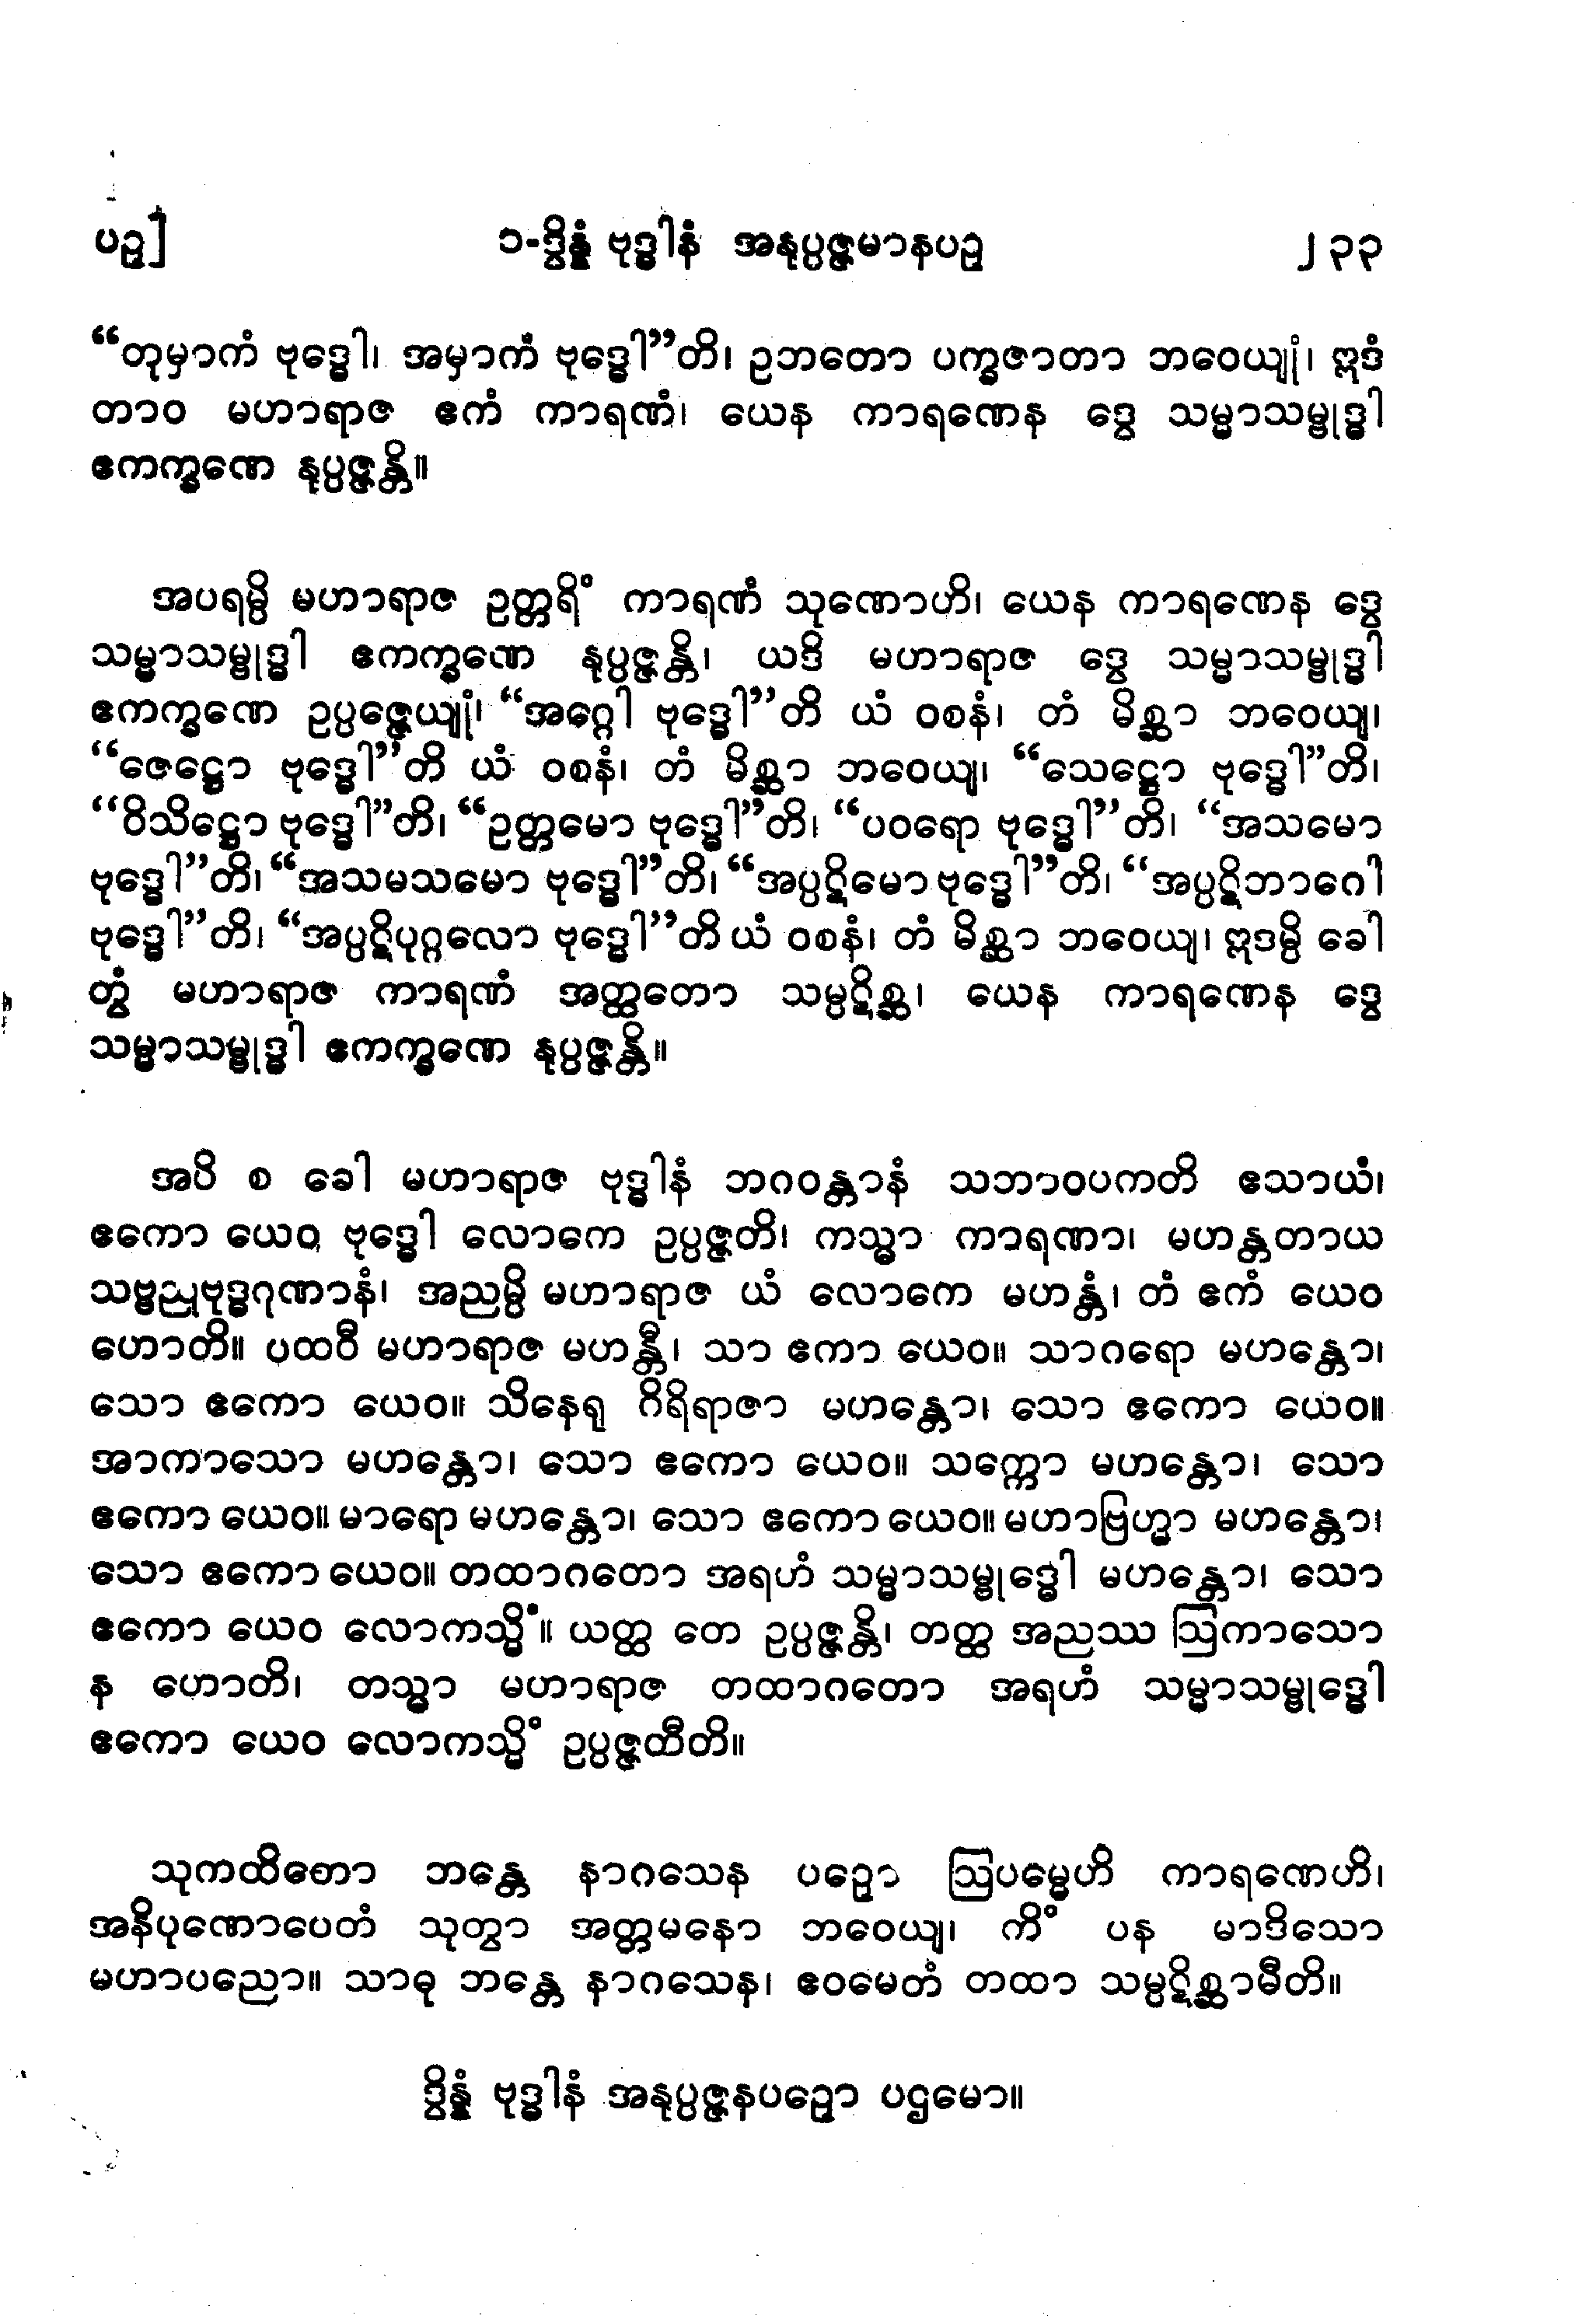 ပဉှ] ၁-ဒွိန္နံ ဗုဒ္ဓါနံ အနုပ္ပဇ္ဇမာနပဉှ ၂၃၃
“တုမှာကံ ဗုဒ္ဓေါ၊ အမှာကံ ဗုဒ္ဓေါ”တိ၊ ဥဘတော ပက္ခဇာတာ ဘဝေယျုံ၊ ဣဒံ
တာဝ မဟာရာဇ ဧကံ ကာရဏံ၊ ယေန ကာရဏေန ဒွေ သမ္မာသမ္ဗုဒ္ဓါ
ဧကက္ခဏေ နုပ္ပဇ္ဇန္တိ။
အပရမ္ပိ မဟာရာဇ ဥတ္တရိံ ကာရဏံ သုဏောဟိ၊ ယေန ကာရဏေန ဒွေ
သမ္မာသမ္ဗုဒ္ဓါ ဧကက္ခဏေ နုပ္ပဇ္ဇန္တိ၊ ယဒိ မဟာရာဇ ဒွေ သမ္မာသမ္ဗုဒ္ဓါ
ဧကက္ခဏေ ဥပ္ပဇ္ဇေယျုံ၊ “အဂ္ဂေါ ဗုဒ္ဓေါ”တိ ယံ ဝစနံ၊ တံ မိစ္ဆာ ဘဝေယျ၊
“ဇေဋ္ဌော ဗုဒ္ဓေါ”တိ ယံ ဝစနံ၊ တံ မိစ္ဆာ ဘဝေယျ၊ “သေဋ္ဌော ဗုဒ္ဓေါ”တိ၊
“ဝိသိဋ္ဌော ဗုဒ္ဓေါ”တိ၊ “ဥတ္တမော ဗုဒ္ဓေါ”တိ၊ “ပဝရော ဗုဒ္ဓေါ”တိ၊ “အသမော
ဗုဒ္ဓေါ”တိ၊ “အသမသမော ဗုဒ္ဓေါ”တိ၊ “အပ္ပဋိမော ဗုဒ္ဓေါ”တိ၊ “အပ္ပဋိဘာဂေါ
ဗုဒ္ဓေါ”တိ၊ “အပ္ပဋိပုဂ္ဂလော ဗုဒ္ဓေါ”တိ ယံ ဝစနံ၊ တံ မိစ္ဆာ ဘဝေယျ၊ ဣဒမ္ပိ ခေါ
တွံ မဟာရာဇ ကာရဏံ အတ္ထတော သမ္ပဋိစ္ဆ၊ ယေန ကာရဏေန ဒွေ
သမ္မာသမ္ဗုဒ္ဓါ ဧကက္ခဏေ နုပ္ပဇ္ဇန္တိ။
အပိ စ ခေါ မဟာရာဇ ဗုဒ္ဓါနံ ဘဂဝန္တာနံ သဘာဝပကတိ ဧသာယံ၊
ဧကော ယေဝ ဗုဒ္ဓေါ လောကေ ဥပ္ပဇ္ဇတိ၊ ကသ္မာ ကာရဏာ၊ မဟန္တတာယ
သဗ္ဗညုဗုဒ္ဓဂုဏာနံ၊ အညမ္ပိ မဟာရာဇ ယံ လောကေ မဟန္တံ၊ တံ ဧကံ ယေဝ
ဟောတိ။ ပထဝီ မဟာရာဇ မဟန္တီ၊ သာ ဧကာ ယေဝ။ သာဂရော မဟန္တော၊
သော ဧကော ယေဝ။ သိနေရု ဂိရိရာဇာ မဟန္တော၊ သော ဧကော ယေဝ။
အာကာသော မဟန္တော၊ သော ဧကော ယေဝ။ သက္ကော မဟန္တော၊ သော
ဧကော ယေဝ။ မာရော မဟန္တော၊ သော ဧကော ယေဝ။ မဟာဗြဟ္မာ မဟန္တော၊
သော ဧကော ယေဝ။ တထာဂတော အရဟံ သမ္မာသမ္ဗုဒ္ဓေါ မဟန္တော၊ သော
ဧကော ယေဝ လောကသ္မိံ။ ယတ္ထ တေ ဥပ္ပဇ္ဇန္တိ၊ တတ္ထ အညဿ ဩကာသော
န ဟောတိ၊ တသ္မာ မဟာရာဇ တထာဂတော အရဟံ သမ္မာသမ္ဗုဒ္ဓေါ
ဧကော ယေဝ လောကသ္မိံ ဥပ္ပဇ္ဇတီတိ။
သုကထိတော ဘန္တေ နာဂသေန ပဉှော ဩပမ္မေဟိ ကာရဏေဟိ၊
အနိပုဏောပေတံ သုတွာ အတ္တမနော ဘဝေယျ၊ ကိံ ပန မာဒိသော
မဟာပညော။ သာဓု ဘန္တေ နာဂသေန၊ ဧဝမေတံ တထာ သမ္ပဋိစ္ဆာမီတိ။
ဒွိန္နံ ဗုဒ္ဓါနံ အနုပ္ပဇ္ဇနပဉှော ပဌမော။